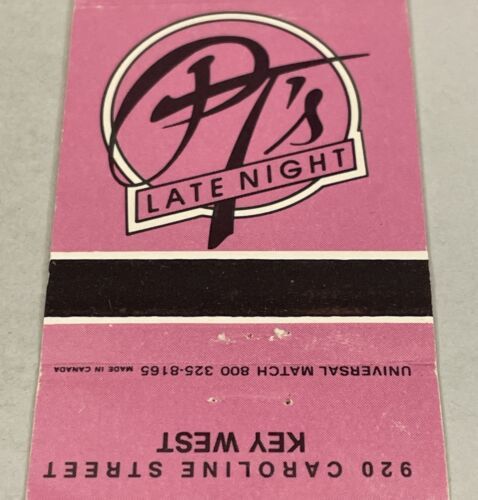 PT's
LATE NIGHT
UNIVERSAL MATCH 800 325-8165 MADE IN CANADA
KEY WEST
920 CAROLINE STREET